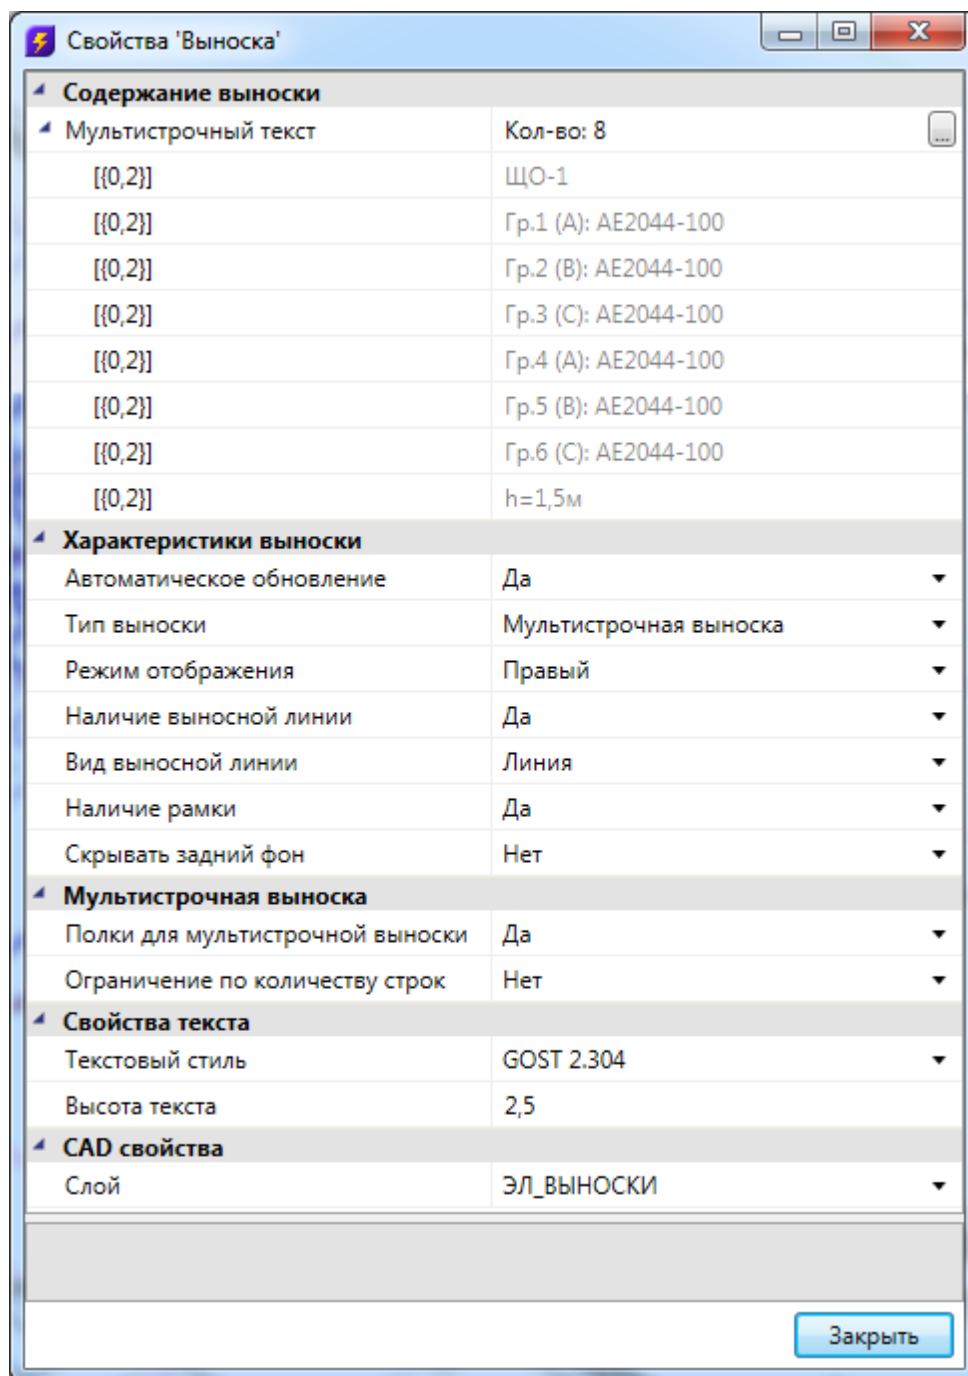 Свойства 'Выноска'
Содержание выноски
Мультистрочный текст Кол-во: 8 ...
[{0,2}] ЩО-1
[{0,2}] Гр.1 (А): АЕ2044-100
[{0,2}] Гр.2 (В): АЕ2044-100
[{0,2}] Гр.3 (С): АЕ2044-100
[{0,2}] Гр.4 (А): АЕ2044-100
[{0,2}] Гр.5 (В): АЕ2044-100
[{0,2}] Гр.6 (С): АЕ2044-100
[{0,2}] h=1,5м
Характеристики выноски
Автоматическое обновление Да
Тип выноски Мультистрочная выноска
Режим отображения Правый
Наличие выносной линии Да
Вид выносной линии Линия
Наличие рамки Да
Скрывать задний фон Нет
Мультистрочная выноска
Полки для мультистрочной выноски Да
Ограничение по количеству строк Нет
Свойства текста
Текстовый стиль GOST 2.304
Высота текста 2,5
CAD свойства
Слой ЭЛ_ВЫНОСКИ
Закрыть